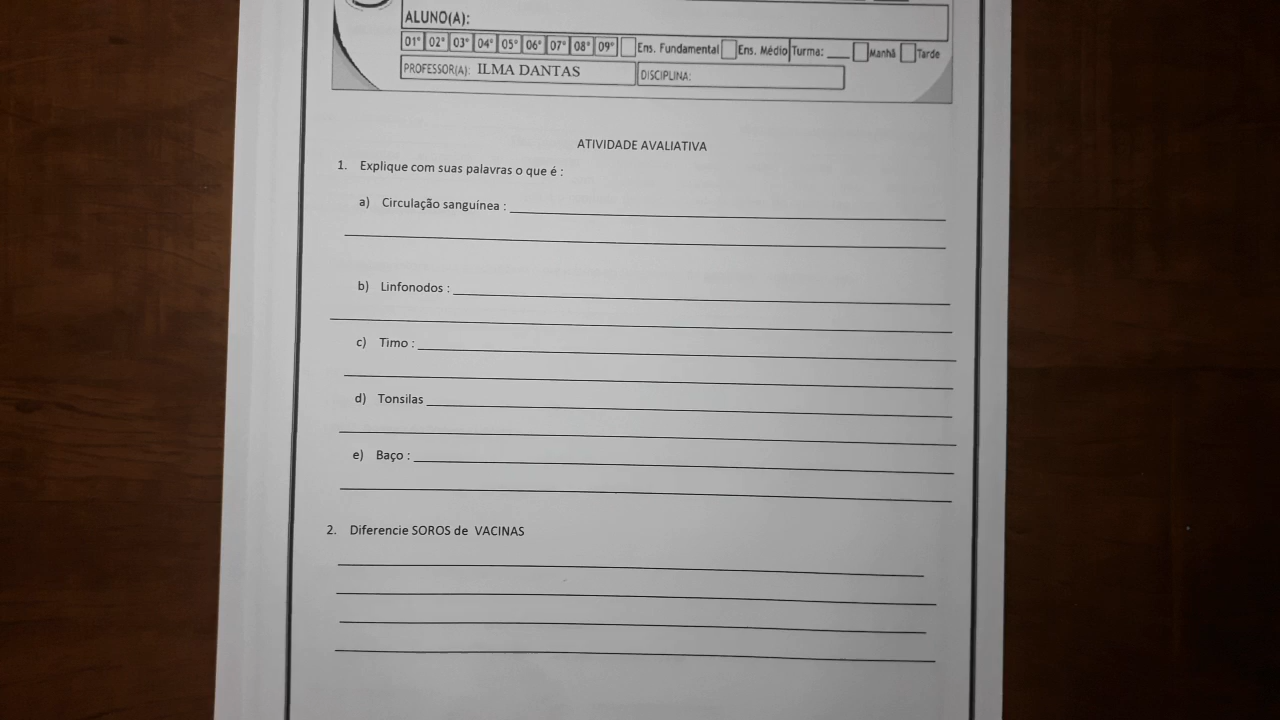 ALUNO(A):
01° 02° 03° 04° 05° 06° 07° 08° 09° Ens. Fundamental Ens. Médio Turma: ____ Manhã Tarde
PROFESSOR(A): ILMA DANTAS DISCIPLINA:
ATIVIDADE AVALIATIVA
1. Explique com suas palavras o que é :
a) Circulação sanguínea :
b) Linfonodos :
c) Timo :
d) Tonsilas
e) Baço :
2. Diferencie SOROS de VACINAS